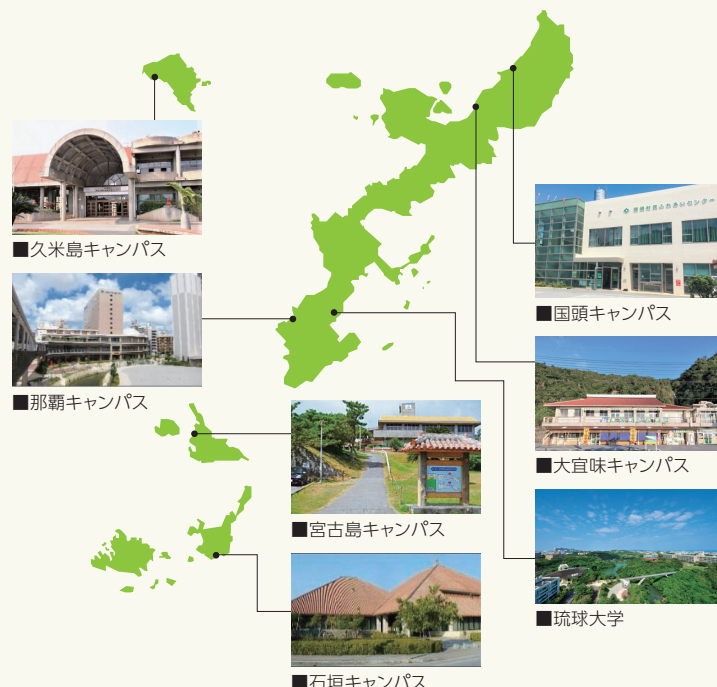 ■久米島キャンパス
■那覇キャンパス
■宮古島キャンパス
■石垣キャンパス
■国頭キャンパス
■大宜味キャンパス
■琉球大学